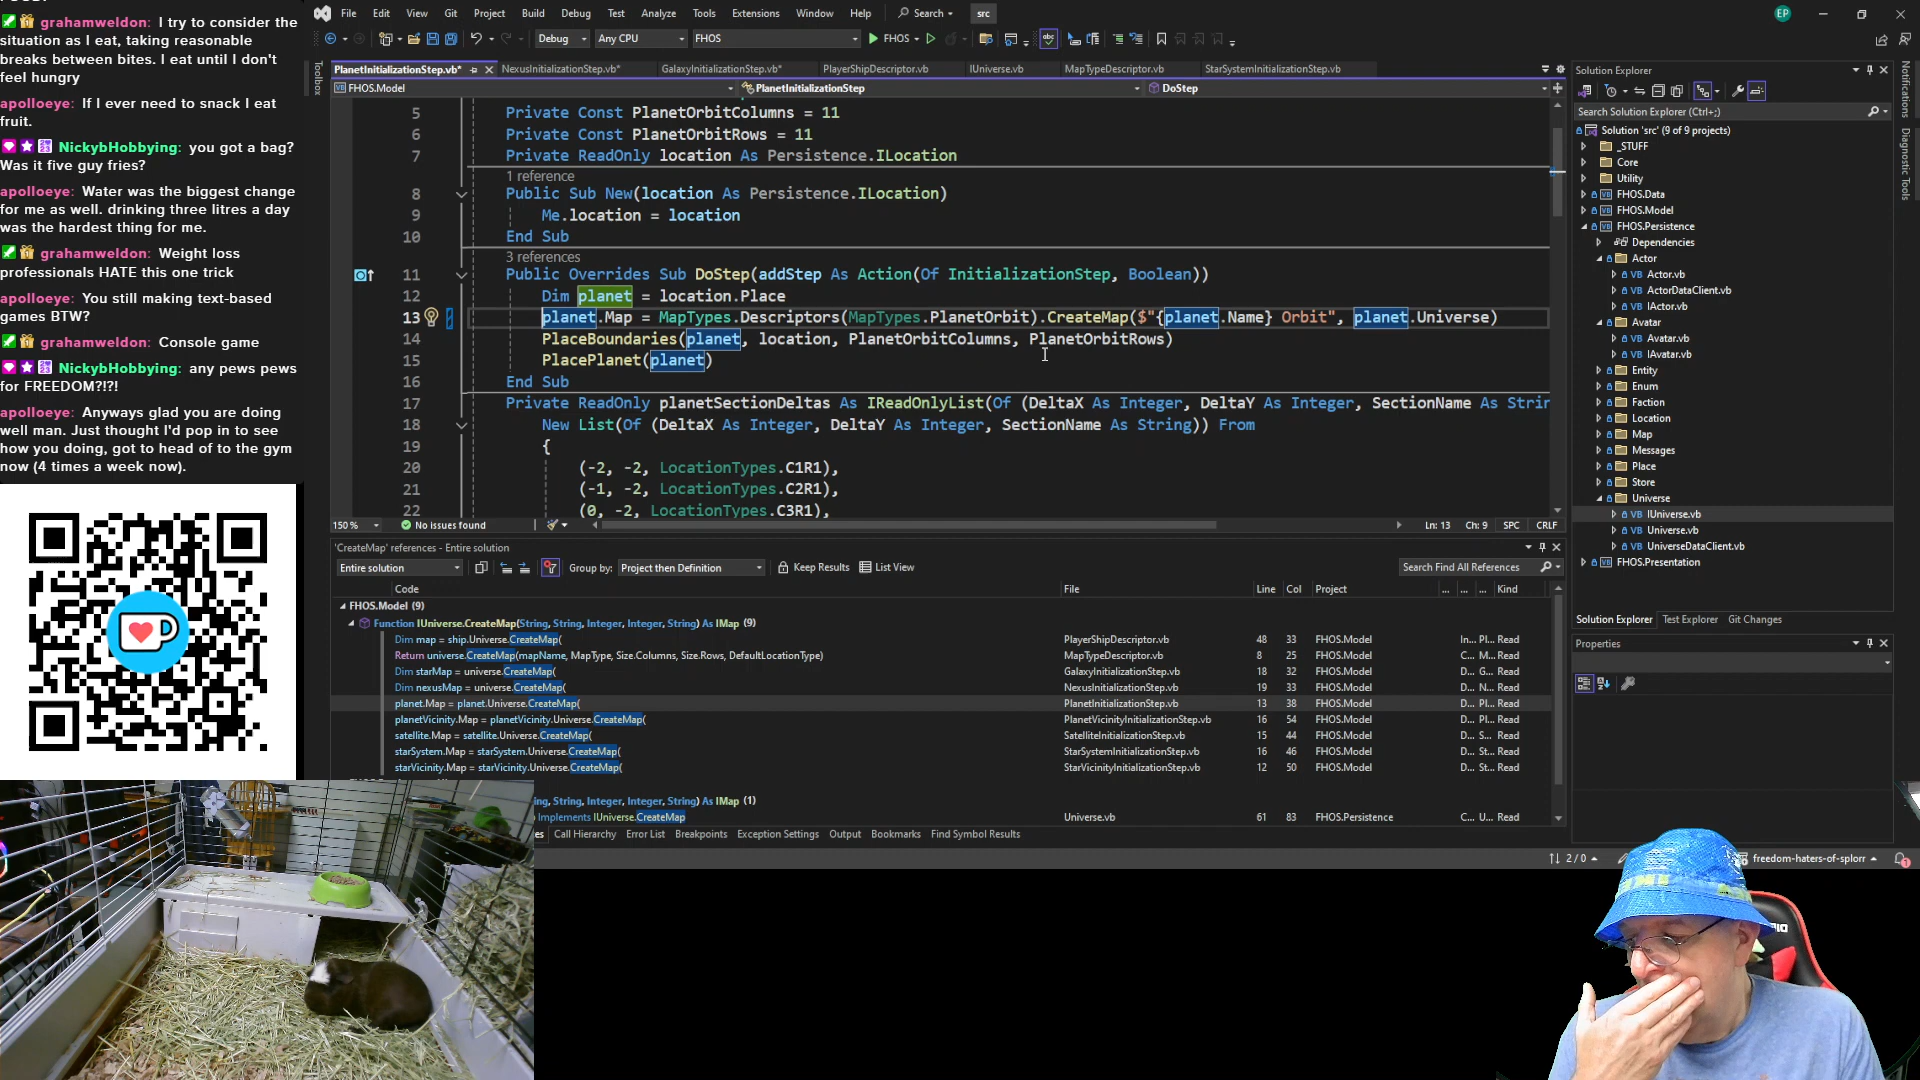 grahamweldon: I try to consider the
situation as I eat, taking reasonable
breaks between bites. I eat until I don't
feel hungry
apolloeye: If I ever need to snack I eat
fruit.
NickybHobbying: you got a bag?
Was it five guy fries?
apolloeye: Water was the biggest change
for me as well. drinking three litres a day
was the hardest thing for me.
grahamweldon: Weight loss
professionals HATE this one trick
apolloeye: You still making text-based
games BTW?
grahamweldon: Console game
NickybHobbying: any pews pews
for FREEDOM?!?!
apolloeye: Anyways glad you are doing
well man. Just thought I'd pop in to see
how you doing, got to head of to the gym
now (4 times a week now).
File Edit View Git Project Build Debug Test Analyze Tools Extensions Window Help Search src EP
Debug Any CPU FHOS FHOS
Toolbox
PlanetInitializationStep.vb* NexusInitializationStep.vb* GalaxyInitializationStep.vb* PlayerShipDescriptor.vb IUniverse.vb MapTypeDescriptor.vb StarSystemInitializationStep.vb
FHOS.Model PlanetInitializationStep DoStep
5 Private Const PlanetOrbitColumns = 11
6 Private Const PlanetOrbitRows = 11
7 Private ReadOnly location As Persistence.ILocation
1 reference
8 Public Sub New(location As Persistence.ILocation)
9 Me.location = location
10 End Sub
3 references
11 Public Overrides Sub DoStep(addStep As Action(Of InitializationStep, Boolean))
12 Dim planet = location.Place
13 planet.Map = MapTypes.Descriptors(MapTypes.PlanetOrbit).CreateMap($"{planet.Name} Orbit", planet.Universe)
14 PlaceBoundaries(planet, location, PlanetOrbitColumns, PlanetOrbitRows)
15 PlacePlanet(planet)
16 End Sub
17 Private ReadOnly planetSectionDeltas As IReadOnlyList(Of (DeltaX As Integer, DeltaY As Integer, SectionName As Strin
18 New List(Of (DeltaX As Integer, DeltaY As Integer, SectionName As String)) From
19 {
20 (-2, -2, LocationTypes.C1R1),
21 (-1, -2, LocationTypes.C2R1),
22 (0, -2, LocationTypes.C3R1),
150 % No issues found Ln: 13 Ch: 9 SPC CRLF
'CreateMap' references - Entire solution
Entire solution Group by: Project then Definition Keep Results List View Search Find All References
Code File Line Col Project ... ... ... Kind
FHOS.Model (9)
Function IUniverse.CreateMap(String, String, Integer, Integer, String) As IMap (9)
Dim map = ship.Universe.CreateMap( PlayerShipDescriptor.vb 48 33 FHOS.Model In... Pl... Read
Return universe.CreateMap(mapName, MapType, Size.Columns, Size.Rows, DefaultLocationType) MapTypeDescriptor.vb 8 25 FHOS.Model C... M... Read
Dim starMap = universe.CreateMap( GalaxyInitializationStep.vb 18 32 FHOS.Model D... G... Read
Dim nexusMap = universe.CreateMap( NexusInitializationStep.vb 19 33 FHOS.Model D... N... Read
planet.Map = planet.Universe.CreateMap( PlanetInitializationStep.vb 13 38 FHOS.Model D... Pl... Read
planetVicinity.Map = planetVicinity.Universe.CreateMap( PlanetVicinityInitializationStep.vb 16 54 FHOS.Model D... Pl... Read
satellite.Map = satellite.Universe.CreateMap( SatelliteInitializationStep.vb 15 44 FHOS.Model D... S... Read
starSystem.Map = starSystem.Universe.CreateMap( StarSystemInitializationStep.vb 16 46 FHOS.Model D... St... Read
starVicinity.Map = starVicinity.Universe.CreateMap( StarVicinityInitializationStep.vb 12 50 FHOS.Model D... St... Read
ing, String, Integer, Integer, String) As IMap (1)
Implements IUniverse.CreateMap Universe.vb 61 83 FHOS.Persistence C... U... Read
es Call Hierarchy Error List Breakpoints Exception Settings Output Bookmarks Find Symbol Results
2 / 0 freedom-haters-of-splorr
Solution Explorer
Search Solution Explorer (Ctrl+;)
Solution 'src' (9 of 9 projects)
_STUFF
Core
Utility
FHOS.Data
FHOS.Model
FHOS.Persistence
Dependencies
Actor
Actor.vb
ActorDataClient.vb
IActor.vb
Avatar
Avatar.vb
IAvatar.vb
Entity
Enum
Faction
Location
Map
Messages
Place
Store
Universe
IUniverse.vb
Universe.vb
UniverseDataClient.vb
FHOS.Presentation
Solution Explorer Test Explorer Git Changes
Properties
Notifications
Diagnostic Tools